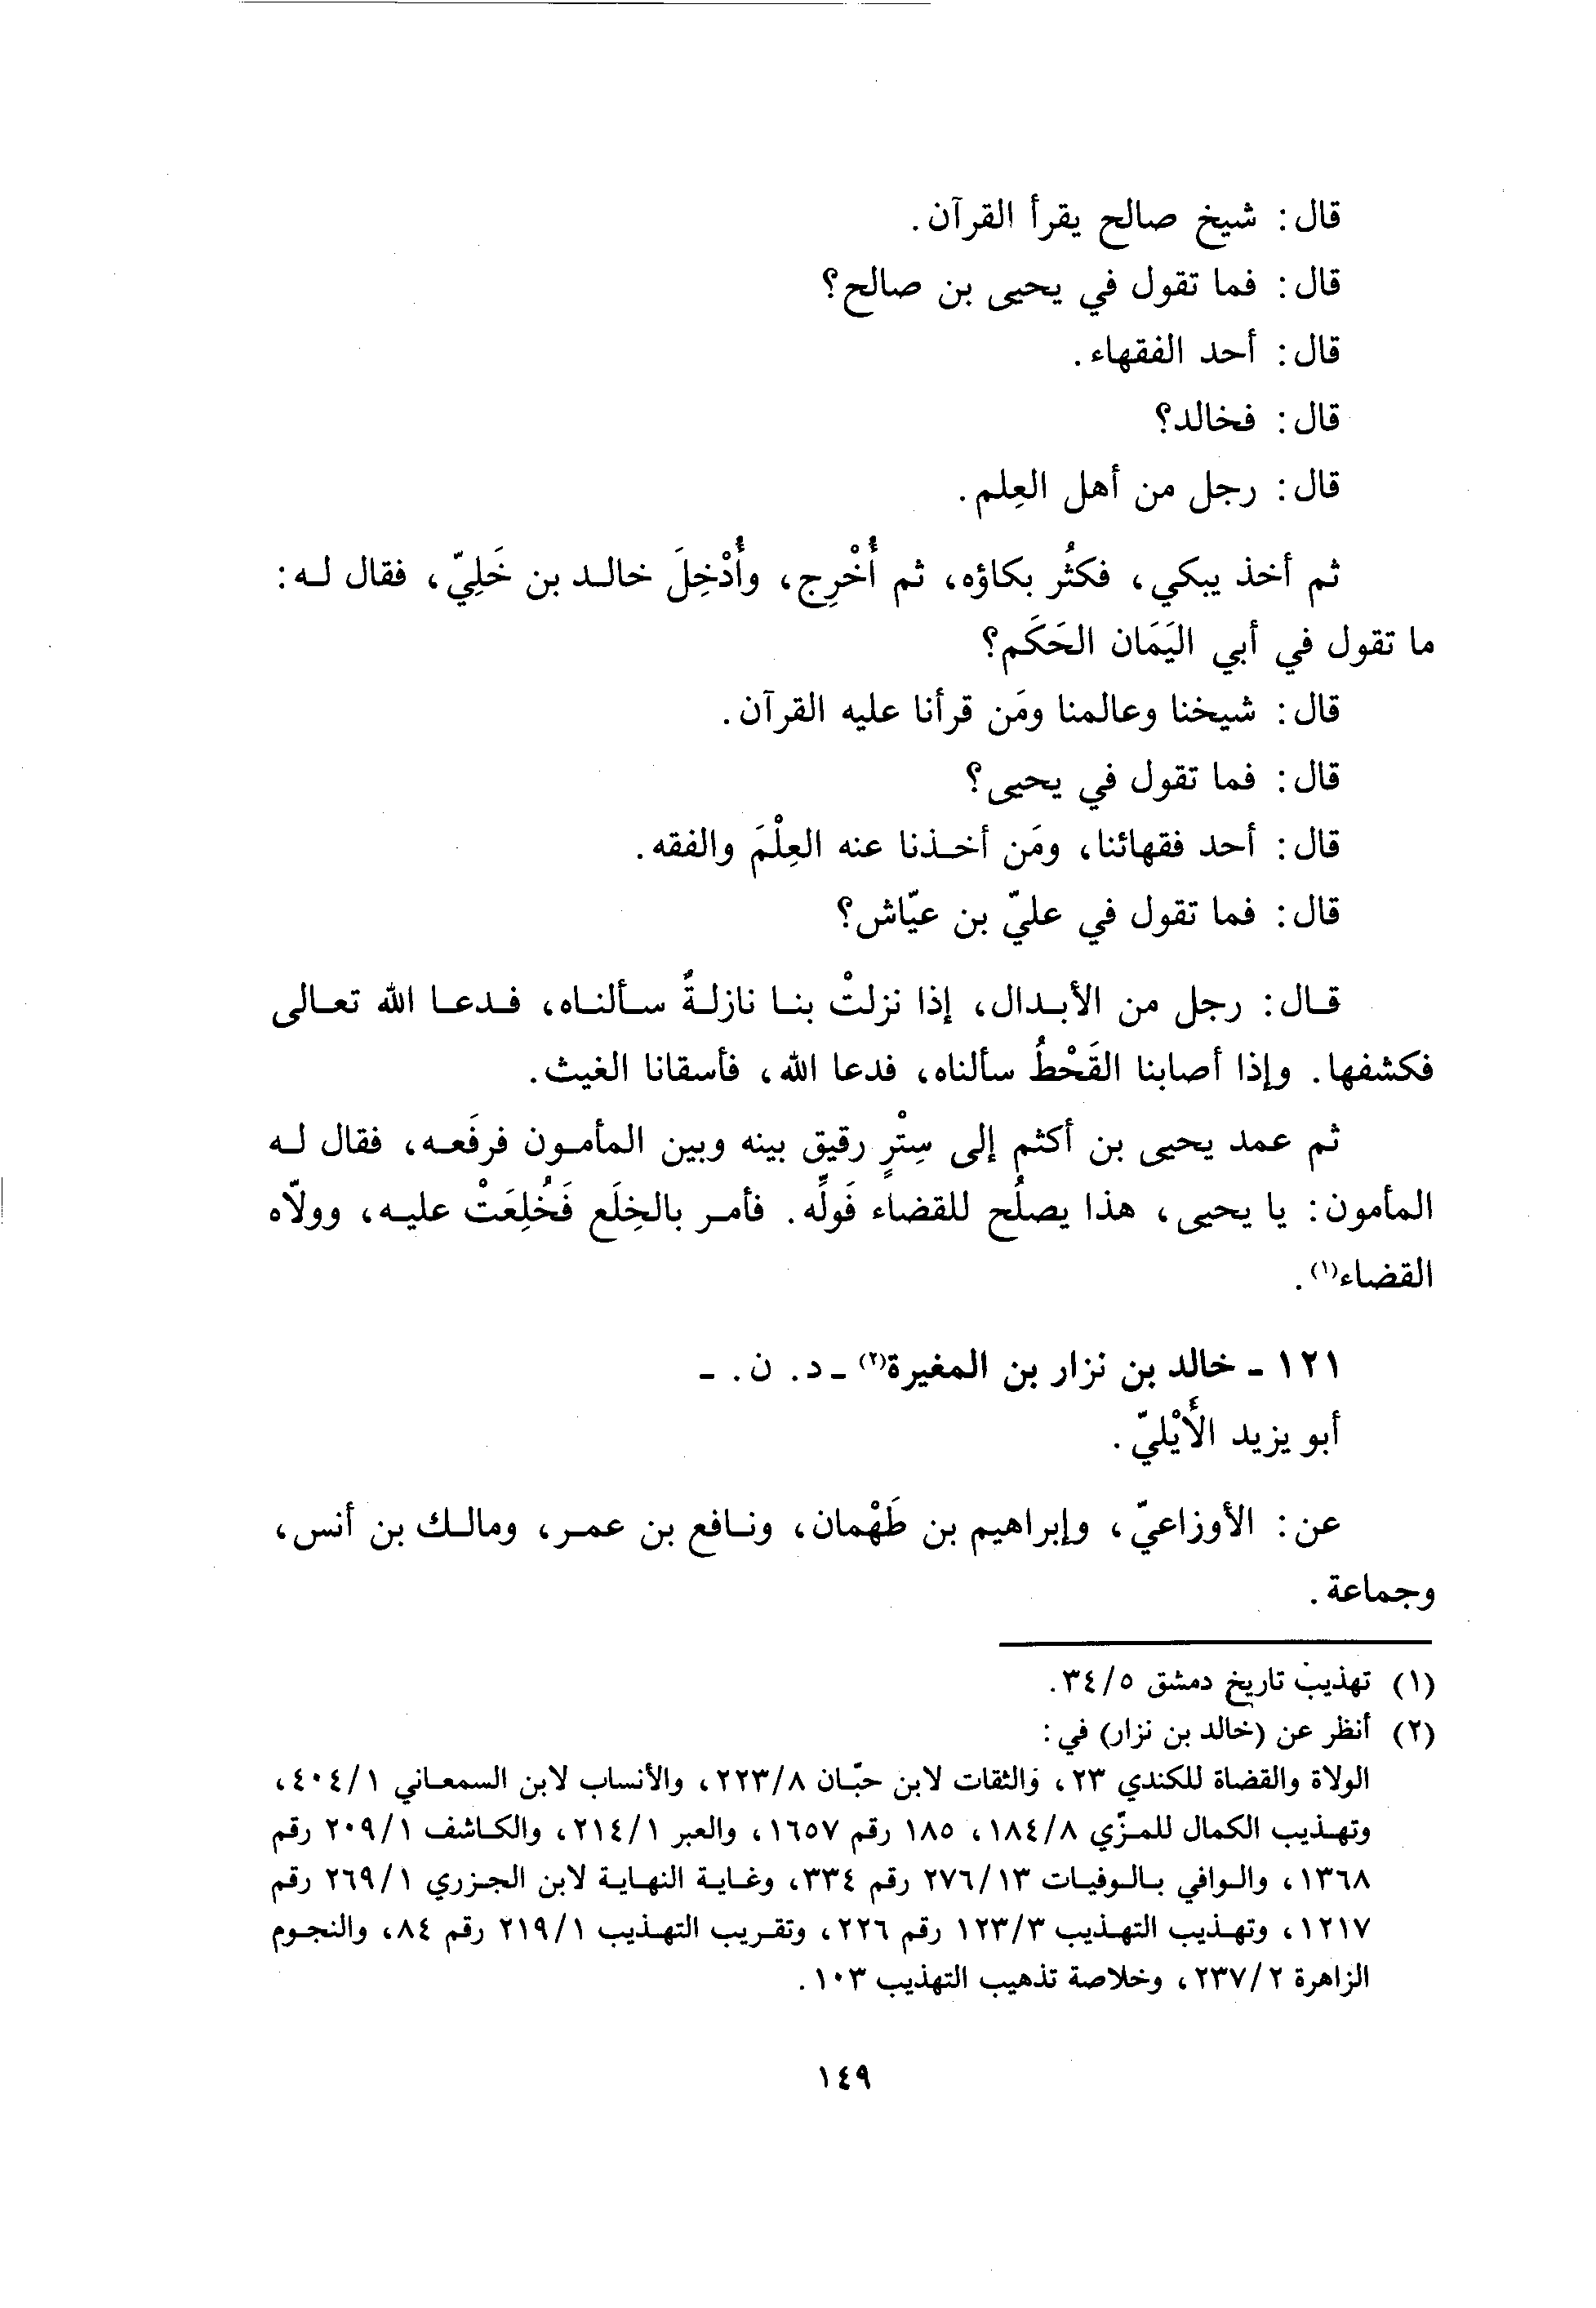 قال: شيخ صالح يقرأ القرآن.
قال: فما تقول في يحيى بن صالح؟
قال: أحد الفقهاء.
قال: فخالد؟
قال: رجل من أهل العِلم.
ثم أخذ يبكي، فكثُر بكاؤه، ثم أُخْرِج، وأُدْخِلَ خالد بن خَلِيّ، فقال له:
ما تقول في أبي اليَمَان الحَكَم؟
قال: شيخنا وعالمنا ومَن قرأنا عليه القرآن.
قال: فما تقول في يحيى؟
قال: أحد فقهائنا، ومَن أخذنا عنه العِلْمَ والفقه.
قال: فما تقول في عليّ بن عيّاش؟
قال: رجل من الأبدال، إذا نزلتْ بنا نازلةٌ سألناه، فدعا الله تعالى
فكشفها. وإذا أصابنا القَحْطُ سألناه، فدعا الله، فأسقانا الغيث.
ثم عمد يحيى بن أكثم إلى سِتْرٍ رقيق بينه وبين المأمون فرفَعه، فقال له
المأمون: يا يحيى، هذا يصلُح للقضاء فَولِّه. فأمر بالخِلَع فَخُلِعَتْ عليه، وولاّه
القضاء(١).
١٢١ - خالد بن نزار بن المغيرة(٢) - د. ن. -
أبو يزيد الأَيْليّ.
عن: الأوزاعيّ، وإبراهيم بن طَهْمان، ونافع بن عمر، ومالك بن أنس،
وجماعة.
(١) تهذيب تاريخ دمشق ٥/ ٣٤.
(٢) أنظر عن (خالد بن نزار) في:
الولاة والقضاة للكندي ٢٣، والثقات لابن حبّان ٨/ ٢٢٣، والأنساب لابن السمعاني ١/ ٤٠٤،
وتهذيب الكمال للمزّي ٨/ ١٨٤، ١٨٥ رقم ١٦٥٧، والعبر ١/ ٢١٤، والكاشف ١/ ٢٠٩ رقم
١٣٦٨، والوافي بالوفيات ١٣/ ٢٧٦ رقم ٣٣٤، وغاية النهاية لابن الجزري ١/ ٢٦٩ رقم
١٢١٧، وتهذيب التهذيب ٣/ ١٢٣ رقم ٢٢٦، وتقريب التهذيب ١/ ٢١٩ رقم ٨٤، والنجوم
الزاهرة ٢/ ٢٣٧، وخلاصة تذهيب التهذيب ١٠٣.
١٤٩